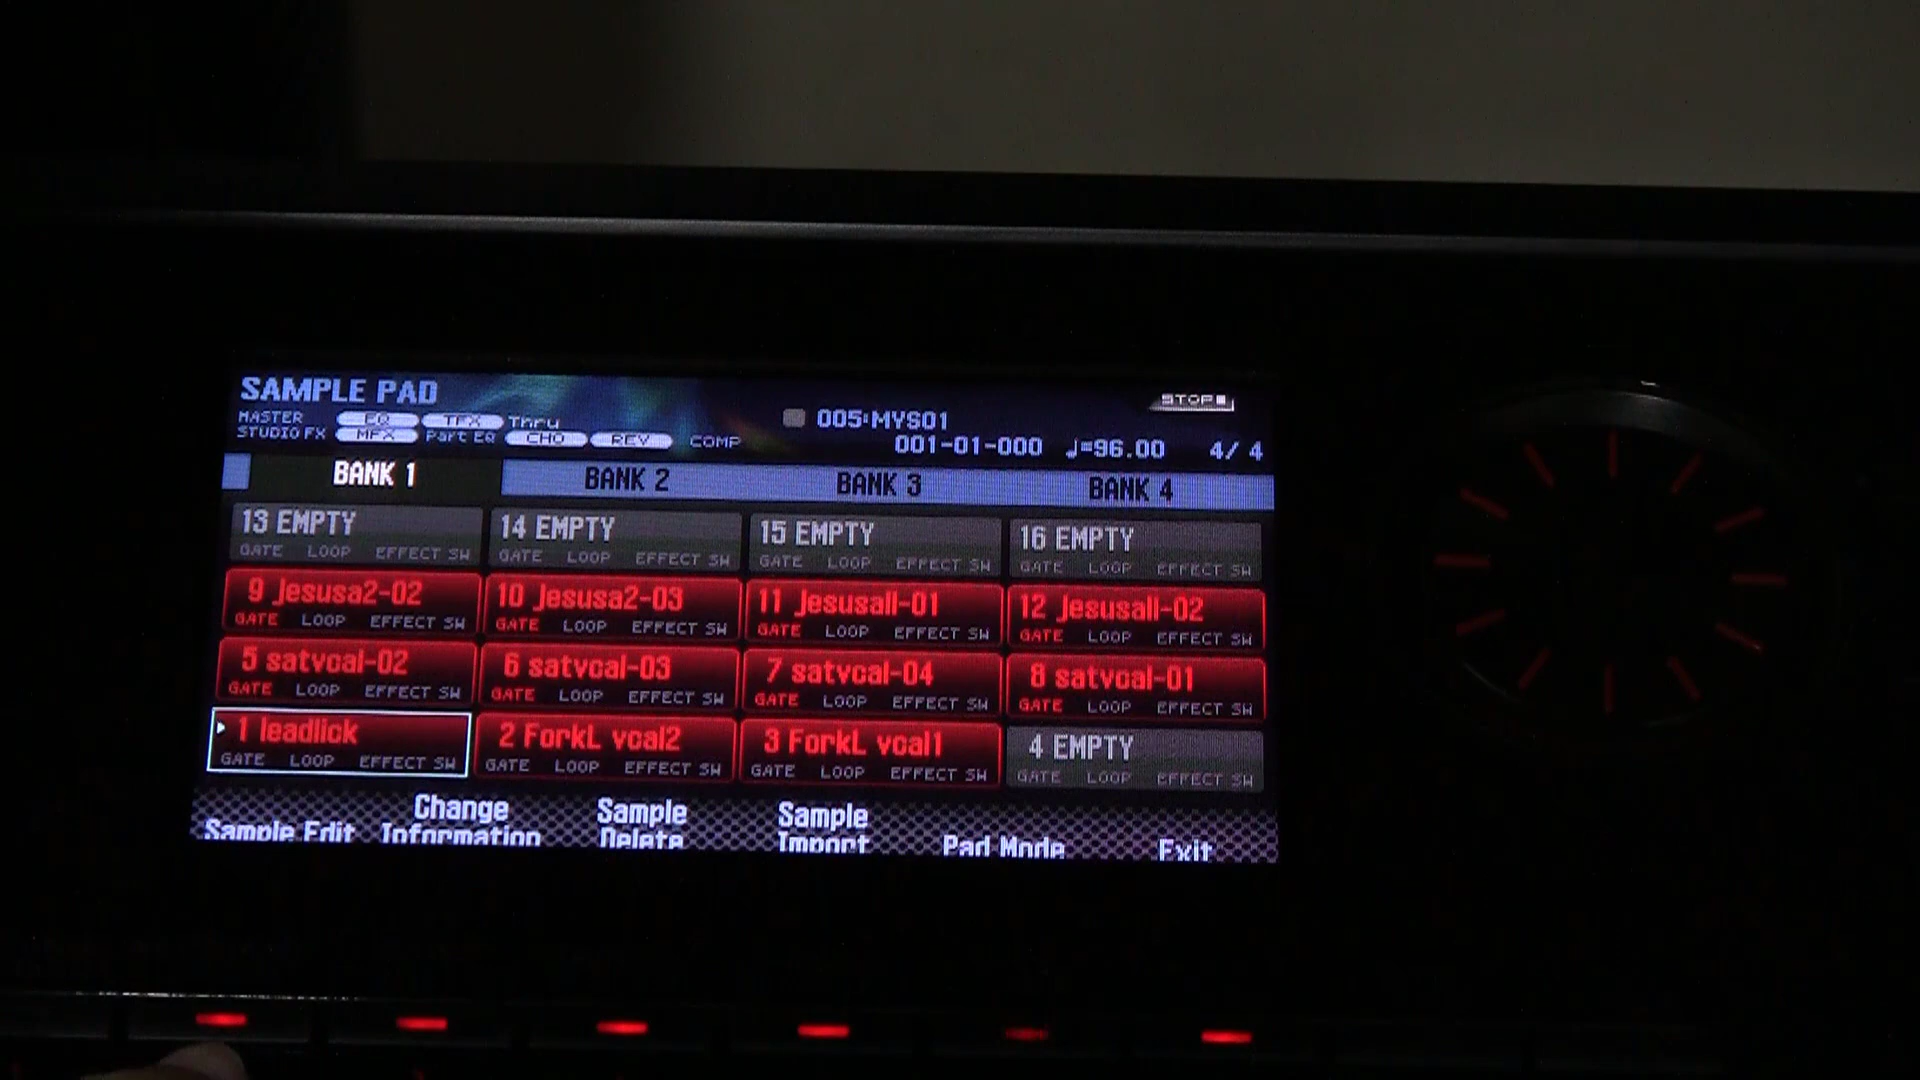 SAMPLE PAD
STOP■
MASTER EQ TFX Thru
005:MYS01
STUDIO FX MFX Part EQ CHO REV COMP
001-01-000 ♩=96.00 4/ 4
BANK 1 BANK 2 BANK 3 BANK 4
13 EMPTY 14 EMPTY 15 EMPTY 16 EMPTY
GATE LOOP EFFECT SW GATE LOOP EFFECT SW GATE LOOP EFFECT SW GATE LOOP EFFECT SW
9 Jesusa2-02 10 Jesusa2-03 11 Jesusall-01 12 Jesusall-02
GATE LOOP EFFECT SW GATE LOOP EFFECT SW GATE LOOP EFFECT SW GATE LOOP EFFECT SW
5 satvcal-02 6 satvcal-03 7 satvcal-04 8 satvcal-01
GATE LOOP EFFECT SW GATE LOOP EFFECT SW GATE LOOP EFFECT SW GATE LOOP EFFECT SW
1 leadlick 2 ForkL vcal2 3 ForkL vcal1 4 EMPTY
GATE LOOP EFFECT SW GATE LOOP EFFECT SW GATE LOOP EFFECT SW GATE LOOP EFFECT SW
Sample Edit
Change
Information
Sample
Delete
Sample
Import
Pad Mode
Exit